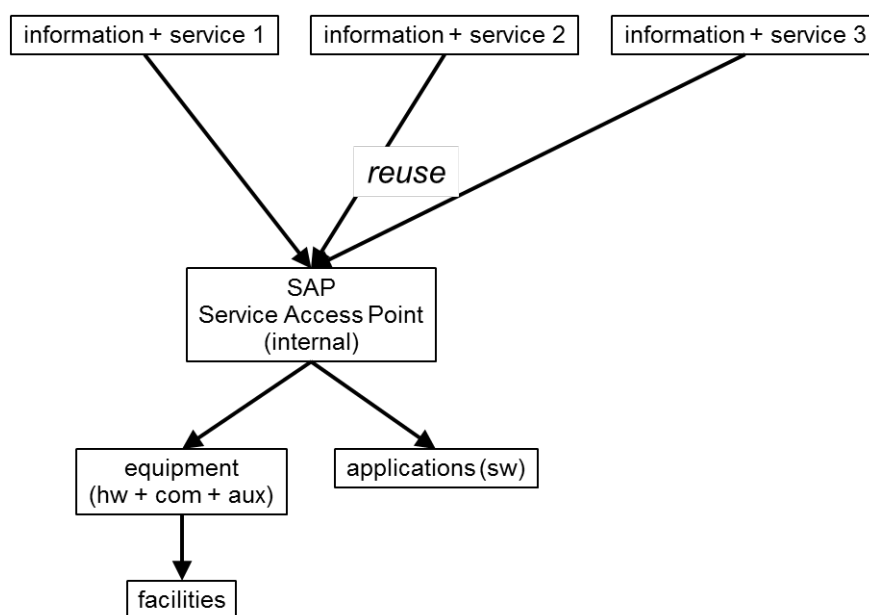 information + service 1
information + service 2
information + service 3
reuse
SAP
Service Access Point
(internal)
equipment
(hw + com + aux)
applications (sw)
facilities